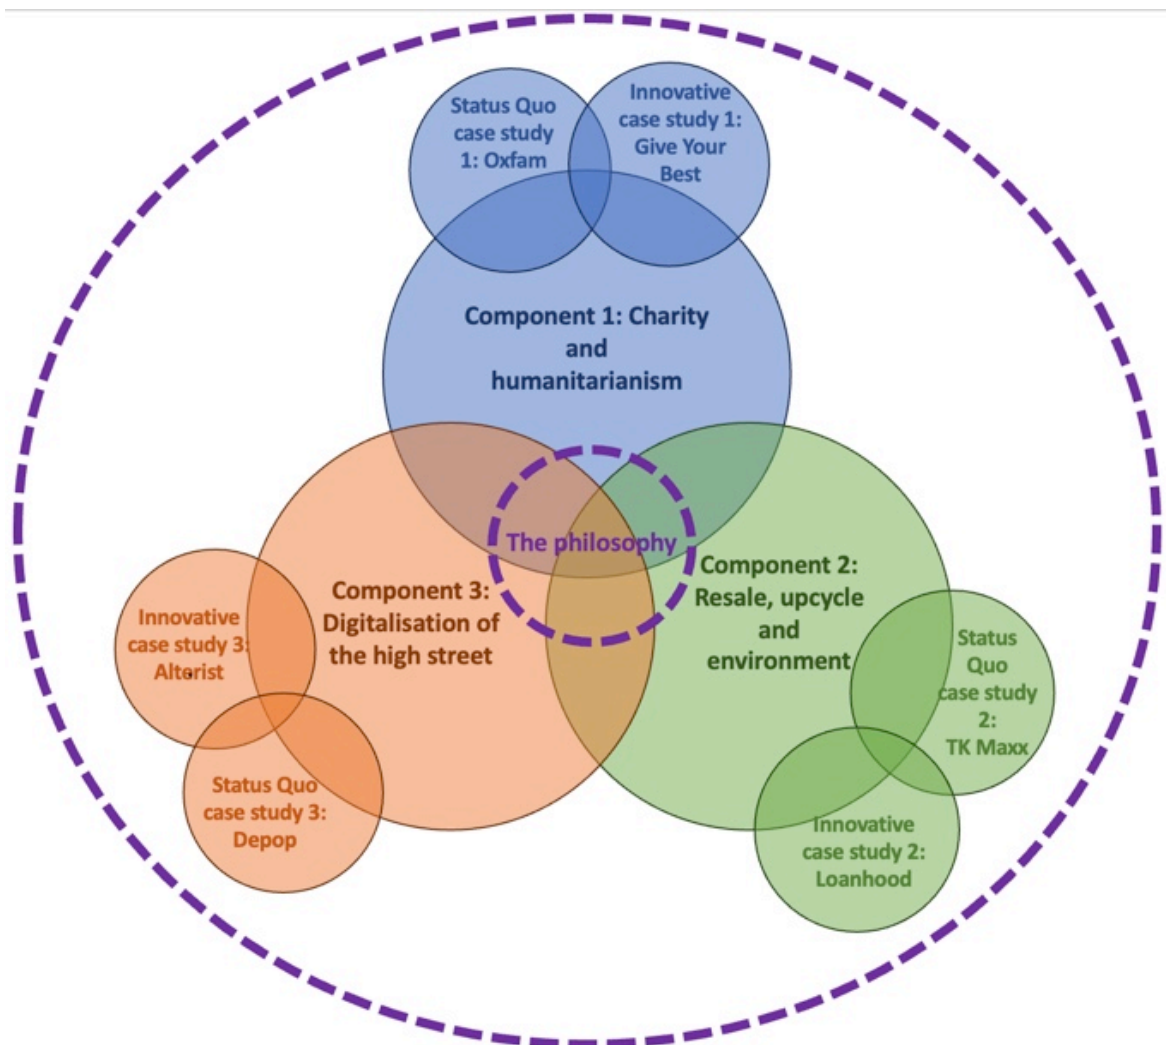 Status Quo
case study
1: Oxfam
Innovative
case study 1:
Give Your
Best
Component 1: Charity
and
humanitarianism
The philosophy
Component 2:
Resale, upcycle
and
environment
Component 3:
Digitalisation of
the high street
Innovative
case study 3:
Alterist
Status Quo
case study 3:
Depop
Status
Quo
case study
2:
TK Maxx
Innovative
case study 2:
Loanhood